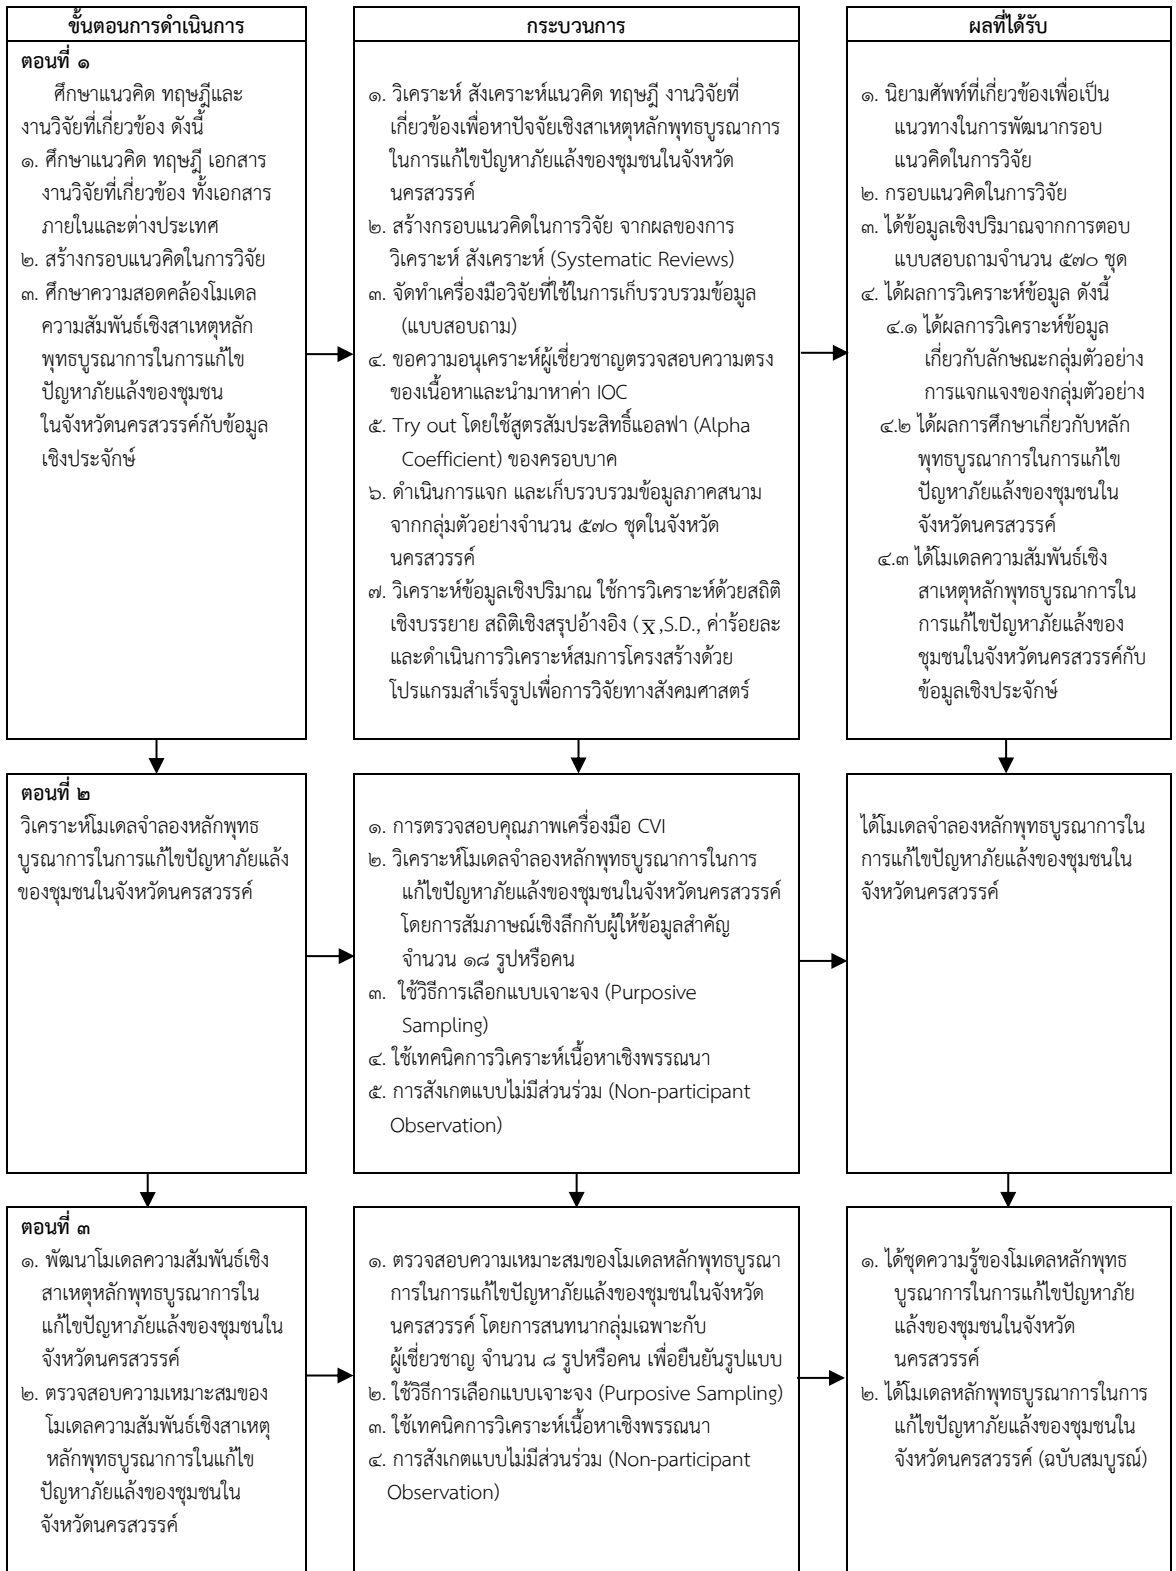 ขั้นตอนการดำเนินการ
กระบวนการ
ผลที่ได้รับ
ตอนที่ ๑
ศึกษาแนวคิด ทฤษฎีและ
งานวิจัยที่เกี่ยวข้อง ดังนี้
๑. ศึกษาแนวคิด ทฤษฎี เอกสาร
งานวิจัยที่เกี่ยวข้อง ทั้งเอกสาร
ภายในและต่างประเทศ
๒. สร้างกรอบแนวคิดในการวิจัย
๓. ศึกษาความสอดคล้องโมเดล
ความสัมพันธ์เชิงสาเหตุหลัก
พุทธบูรณาการในการแก้ไข
ปัญหาภัยแล้งของชุมชน
ในจังหวัดนครสวรรค์กับข้อมูล
เชิงประจักษ์
๑. วิเคราะห์ สังเคราะห์แนวคิด ทฤษฎี งานวิจัยที่
เกี่ยวข้องเพื่อหาปัจจัยเชิงสาเหตุหลักพุทธบูรณาการ
ในการแก้ไขปัญหาภัยแล้งของชุมชนในจังหวัด
นครสวรรค์
๒. สร้างกรอบแนวคิดในการวิจัย จากผลของการ
วิเคราะห์ สังเคราะห์ (Systematic Reviews)
๓. จัดทำเครื่องมือวิจัยที่ใช้ในการเก็บรวบรวมข้อมูล
(แบบสอบถาม)
๔. ขอความอนุเคราะห์ผู้เชี่ยวชาญตรวจสอบความตรง
ของเนื้อหาและนำมาหาค่า IOC
๕. Try out โดยใช้สูตรสัมประสิทธิ์แอลฟา (Alpha
Coefficient) ของครอบบาค
๖. ดำเนินการแจก และเก็บรวบรวมข้อมูลภาคสนาม
จากกลุ่มตัวอย่างจำนวน ๕๗๐ ชุดในจังหวัด
นครสวรรค์
๗. วิเคราะห์ข้อมูลเชิงปริมาณ ใช้การวิเคราะห์ด้วยสถิติ
เชิงบรรยาย สถิติเชิงสรุปอ้างอิง (x̄,S.D., ค่าร้อยละ
และดำเนินการวิเคราะห์สมการโครงสร้างด้วย
โปรแกรมสำเร็จรูปเพื่อการวิจัยทางสังคมศาสตร์
๑. นิยามศัพท์ที่เกี่ยวข้องเพื่อเป็น
แนวทางในการพัฒนากรอบ
แนวคิดในการวิจัย
๒. กรอบแนวคิดในการวิจัย
๓. ได้ข้อมูลเชิงปริมาณจากการตอบ
แบบสอบถามจำนวน ๕๗๐ ชุด
๔. ได้ผลการวิเคราะห์ข้อมูล ดังนี้
๔.๑ ได้ผลการวิเคราะห์ข้อมูล
เกี่ยวกับลักษณะกลุ่มตัวอย่าง
การแจกแจงของกลุ่มตัวอย่าง
๔.๒ ได้ผลการศึกษาเกี่ยวกับหลัก
พุทธบูรณาการในการแก้ไข
ปัญหาภัยแล้งของชุมชนใน
จังหวัดนครสวรรค์
๔.๓ ได้โมเดลความสัมพันธ์เชิง
สาเหตุหลักพุทธบูรณาการใน
การแก้ไขปัญหาภัยแล้งของ
ชุมชนในจังหวัดนครสวรรค์กับ
ข้อมูลเชิงประจักษ์
ตอนที่ ๒
วิเคราะห์โมเดลจำลองหลักพุทธ
บูรณาการในการแก้ไขปัญหาภัยแล้ง
ของชุมชนในจังหวัดนครสวรรค์
๑. การตรวจสอบคุณภาพเครื่องมือ CVI
๒. วิเคราะห์โมเดลจำลองหลักพุทธบูรณาการในการ
แก้ไขปัญหาภัยแล้งของชุมชนในจังหวัดนครสวรรค์
โดยการสัมภาษณ์เชิงลึกกับผู้ให้ข้อมูลสำคัญ
จำนวน ๑๘ รูปหรือคน
๓. ใช้วิธีการเลือกแบบเจาะจง (Purposive
Sampling)
๔. ใช้เทคนิคการวิเคราะห์เนื้อหาเชิงพรรณนา
๕. การสังเกตแบบไม่มีส่วนร่วม (Non-participant
Observation)
ได้โมเดลจำลองหลักพุทธบูรณาการใน
การแก้ไขปัญหาภัยแล้งของชุมชนใน
จังหวัดนครสวรรค์
ตอนที่ ๓
๑. พัฒนาโมเดลความสัมพันธ์เชิง
สาเหตุหลักพุทธบูรณาการใน
แก้ไขปัญหาภัยแล้งของชุมชนใน
จังหวัดนครสวรรค์
๒. ตรวจสอบความเหมาะสมของ
โมเดลความสัมพันธ์เชิงสาเหตุ
หลักพุทธบูรณาการในแก้ไข
ปัญหาภัยแล้งของชุมชนใน
จังหวัดนครสวรรค์
๑. ตรวจสอบความเหมาะสมของโมเดลหลักพุทธบูรณา
การในการแก้ไขปัญหาภัยแล้งของชุมชนในจังหวัด
นครสวรรค์ โดยการสนทนากลุ่มเฉพาะกับ
ผู้เชี่ยวชาญ จำนวน ๘ รูปหรือคน เพื่อยืนยันรูปแบบ
๒. ใช้วิธีการเลือกแบบเจาะจง (Purposive Sampling)
๓. ใช้เทคนิคการวิเคราะห์เนื้อหาเชิงพรรณนา
๔. การสังเกตแบบไม่มีส่วนร่วม (Non-participant
Observation)
๑. ได้ชุดความรู้ของโมเดลหลักพุทธ
บูรณาการในการแก้ไขปัญหาภัย
แล้งของชุมชนในจังหวัด
นครสวรรค์
๒. ได้โมเดลหลักพุทธบูรณาการในการ
แก้ไขปัญหาภัยแล้งของชุมชนใน
จังหวัดนครสวรรค์ (ฉบับสมบูรณ์)